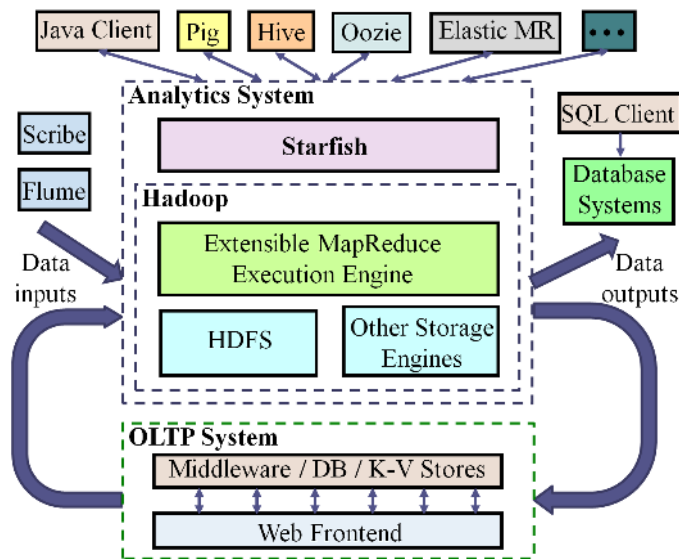 Java Client
Pig
Hive
Oozie
Elastic MR
...
Analytics System
Scribe
Starfish
SQL Client
Flume
Hadoop
Database
Systems
Extensible MapReduce
Execution Engine
Data
inputs
Data
outputs
HDFS
Other Storage
Engines
OLTP System
Middleware / DB / K-V Stores
Web Frontend